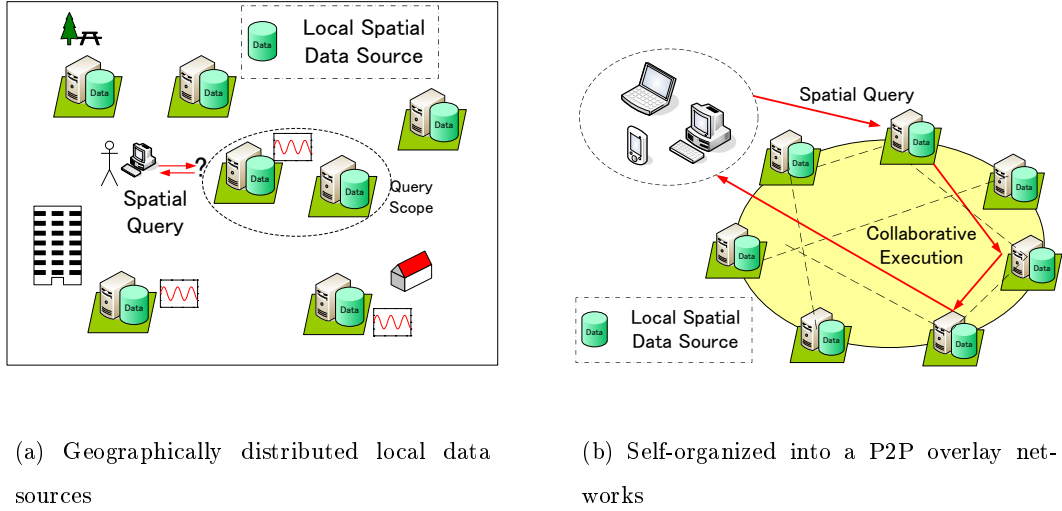 Local Spatial
Data Source
Data
Data
Data
Data
Data
Data
?
Spatial
Query
Query
Scope
Data
Data
Spatial Query
Data
Data
Data
Data
Data
Collaborative
Execution
Local Spatial
Data Source
Data
Data
Data
(a) Geographically distributed local data
sources
(b) Self-organized into a P2P overlay net-
works